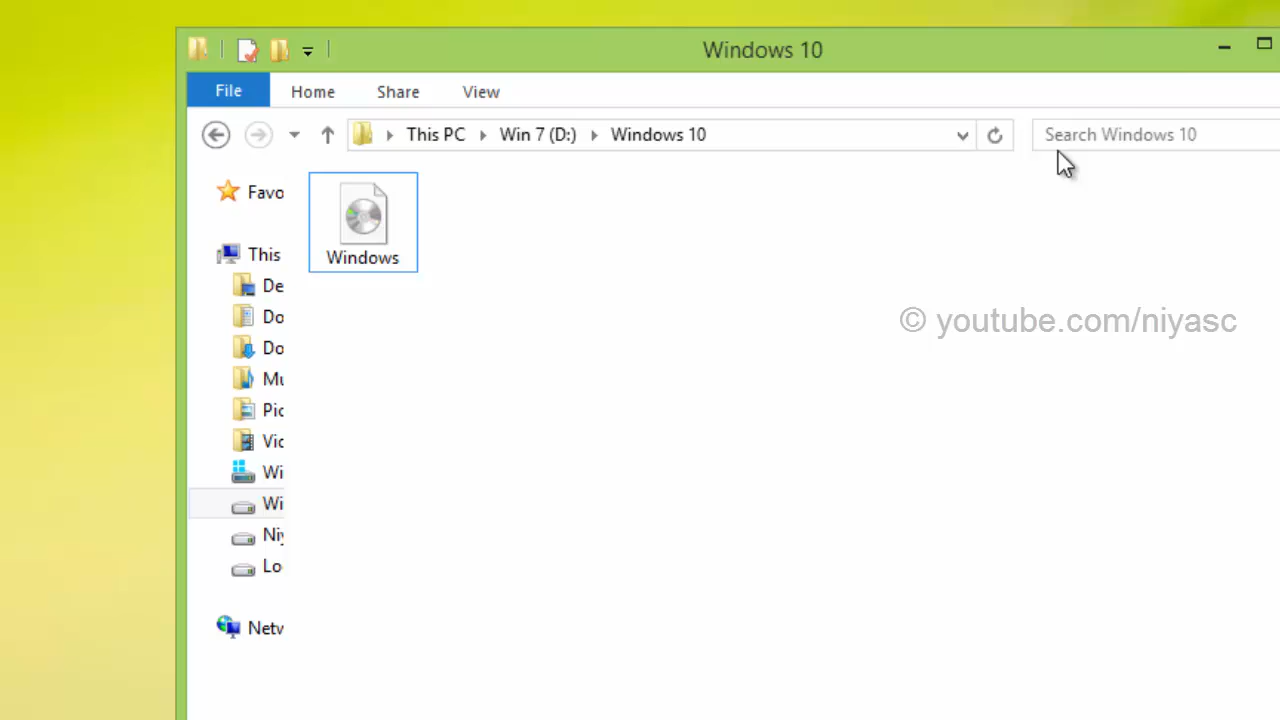 Windows 10
File Home Share View
This PC Win 7 (D:) Windows 10
Search Windows 10
Favo
This
De
Do
Do
Mu
Pic
Vic
Wi
Wi
Niy
Lo
Netv
Windows
© youtube.com/niyasc